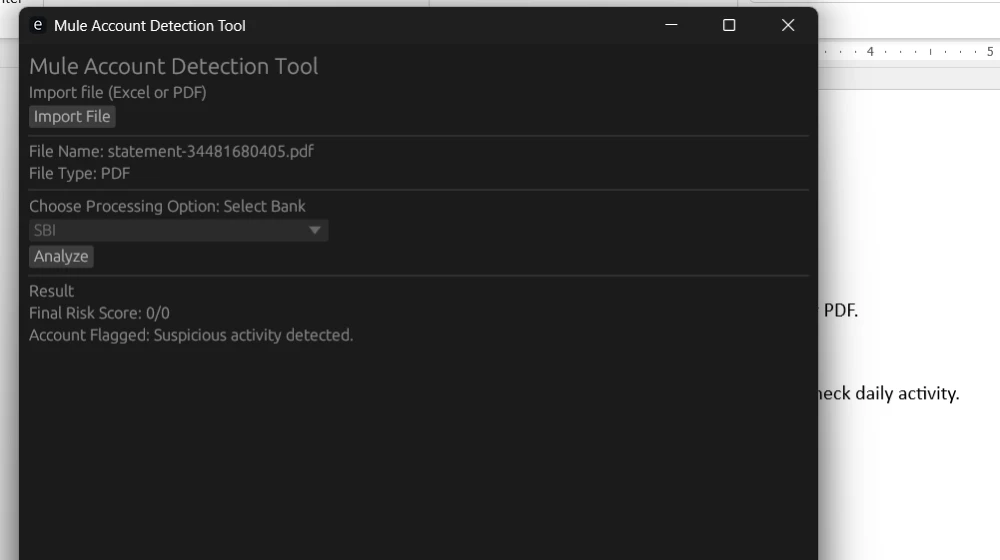 e Mule Account Detection Tool
Mule Account Detection Tool
Import file (Excel or PDF)
Import File
File Name: statement-34481680405.pdf
File Type: PDF
Choose Processing Option: Select Bank
SBI
Analyze
Result
Final Risk Score: 0/0
Account Flagged: Suspicious activity detected.
4 5
PDF.
heck daily activity.